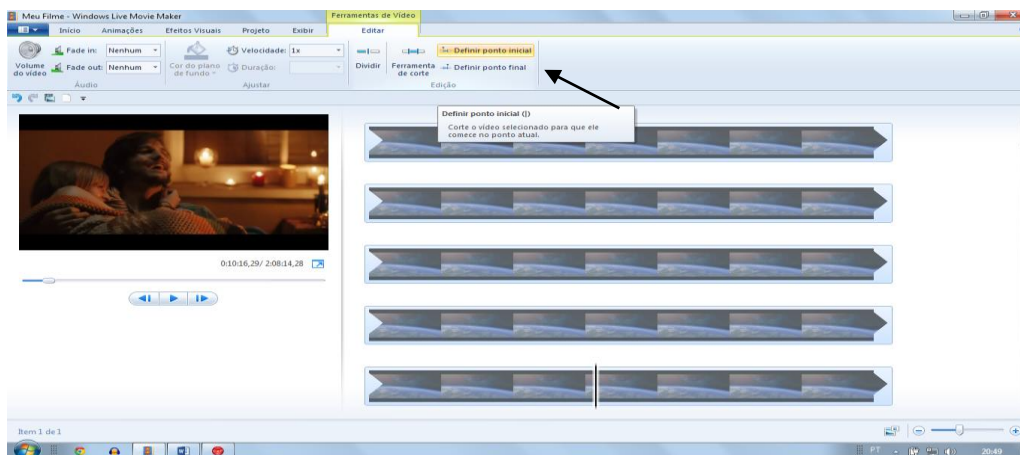 Meu Filme - Windows Live Movie Maker
Ferramentas de Vídeo
Início Animações Efeitos Visuais Projeto Exibir Editar
Volume do vídeo
Fade in: Nenhum
Fade out: Nenhum
Áudio
Cor do plano de fundo
Velocidade: 1x
Duração:
Ajustar
Dividir
Ferramenta de corte
Definir ponto inicial
Definir ponto final
Edição
Definir ponto inicial (I)
Corte o vídeo selecionado para que ele
comece no ponto atual.
0:10:16,29/ 2:08:14,28
Item 1 de 1
PT
20:49